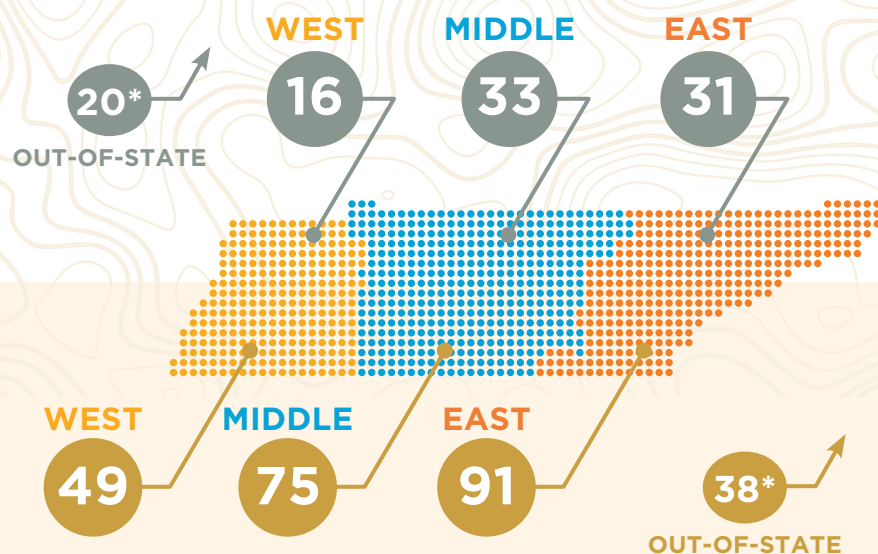 WEST MIDDLE EAST
20* 16 33 31
OUT-OF-STATE
WEST MIDDLE EAST
49 75 91 38*
OUT-OF-STATE